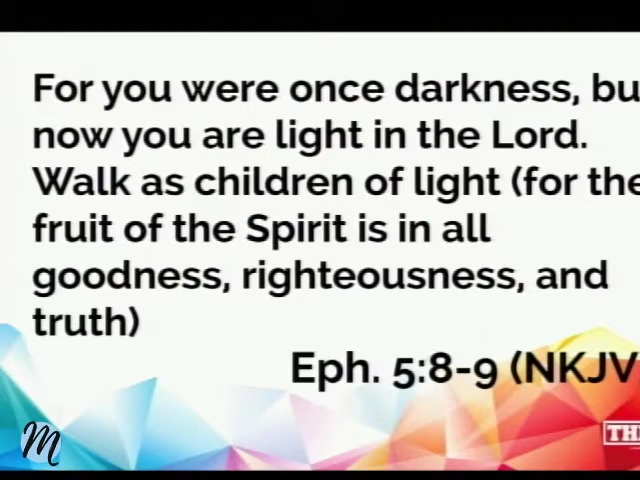 For you were once darkness, bu
now you are light in the Lord.
Walk as children of light (for the
fruit of the Spirit is in all
goodness, righteousness, and
truth)
Eph. 5:8-9 (NKJV
M
TH